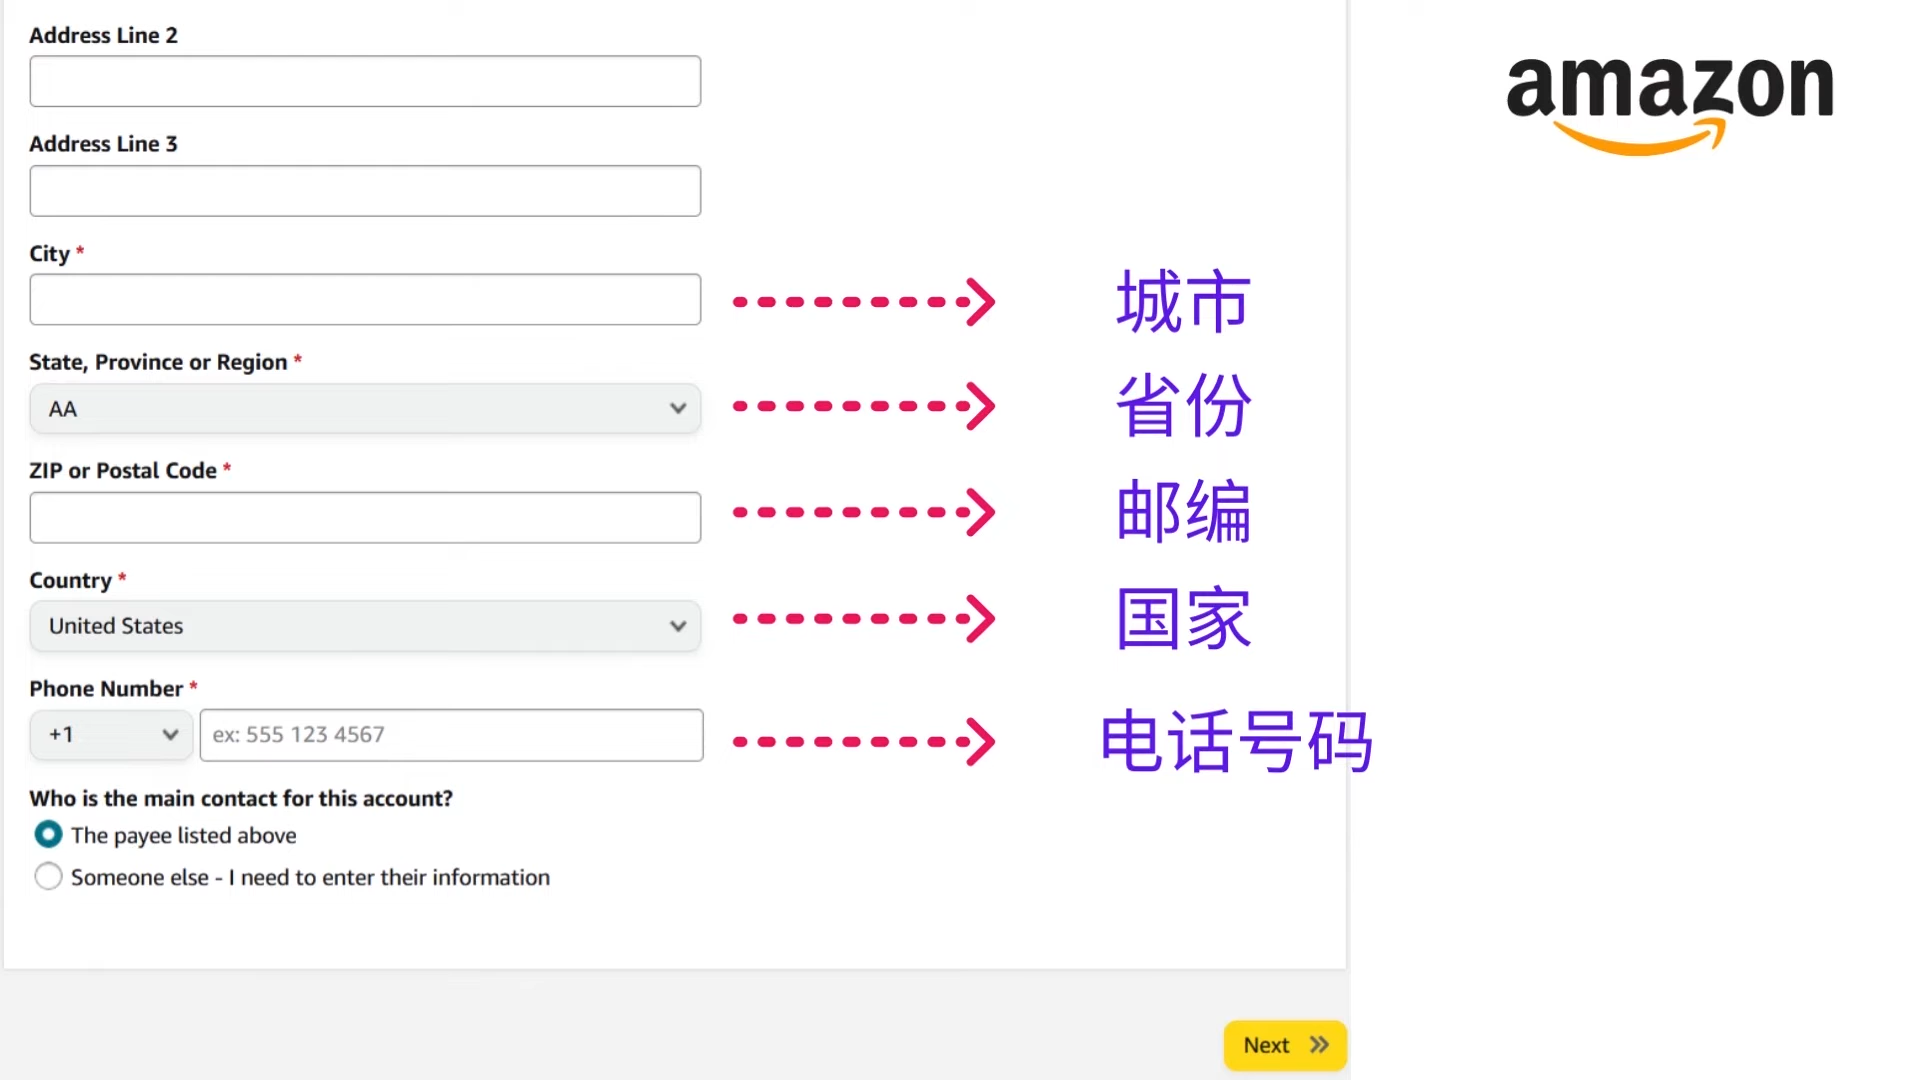 Address Line 2
amazon
Address Line 3
City *
城市
State, Province or Region *
AA
省份
ZIP or Postal Code *
邮编
Country *
United States
国家
Phone Number *
+1 ex: 555 123 4567
电话号码
Who is the main contact for this account?
The payee listed above
Someone else - I need to enter their information
Next »